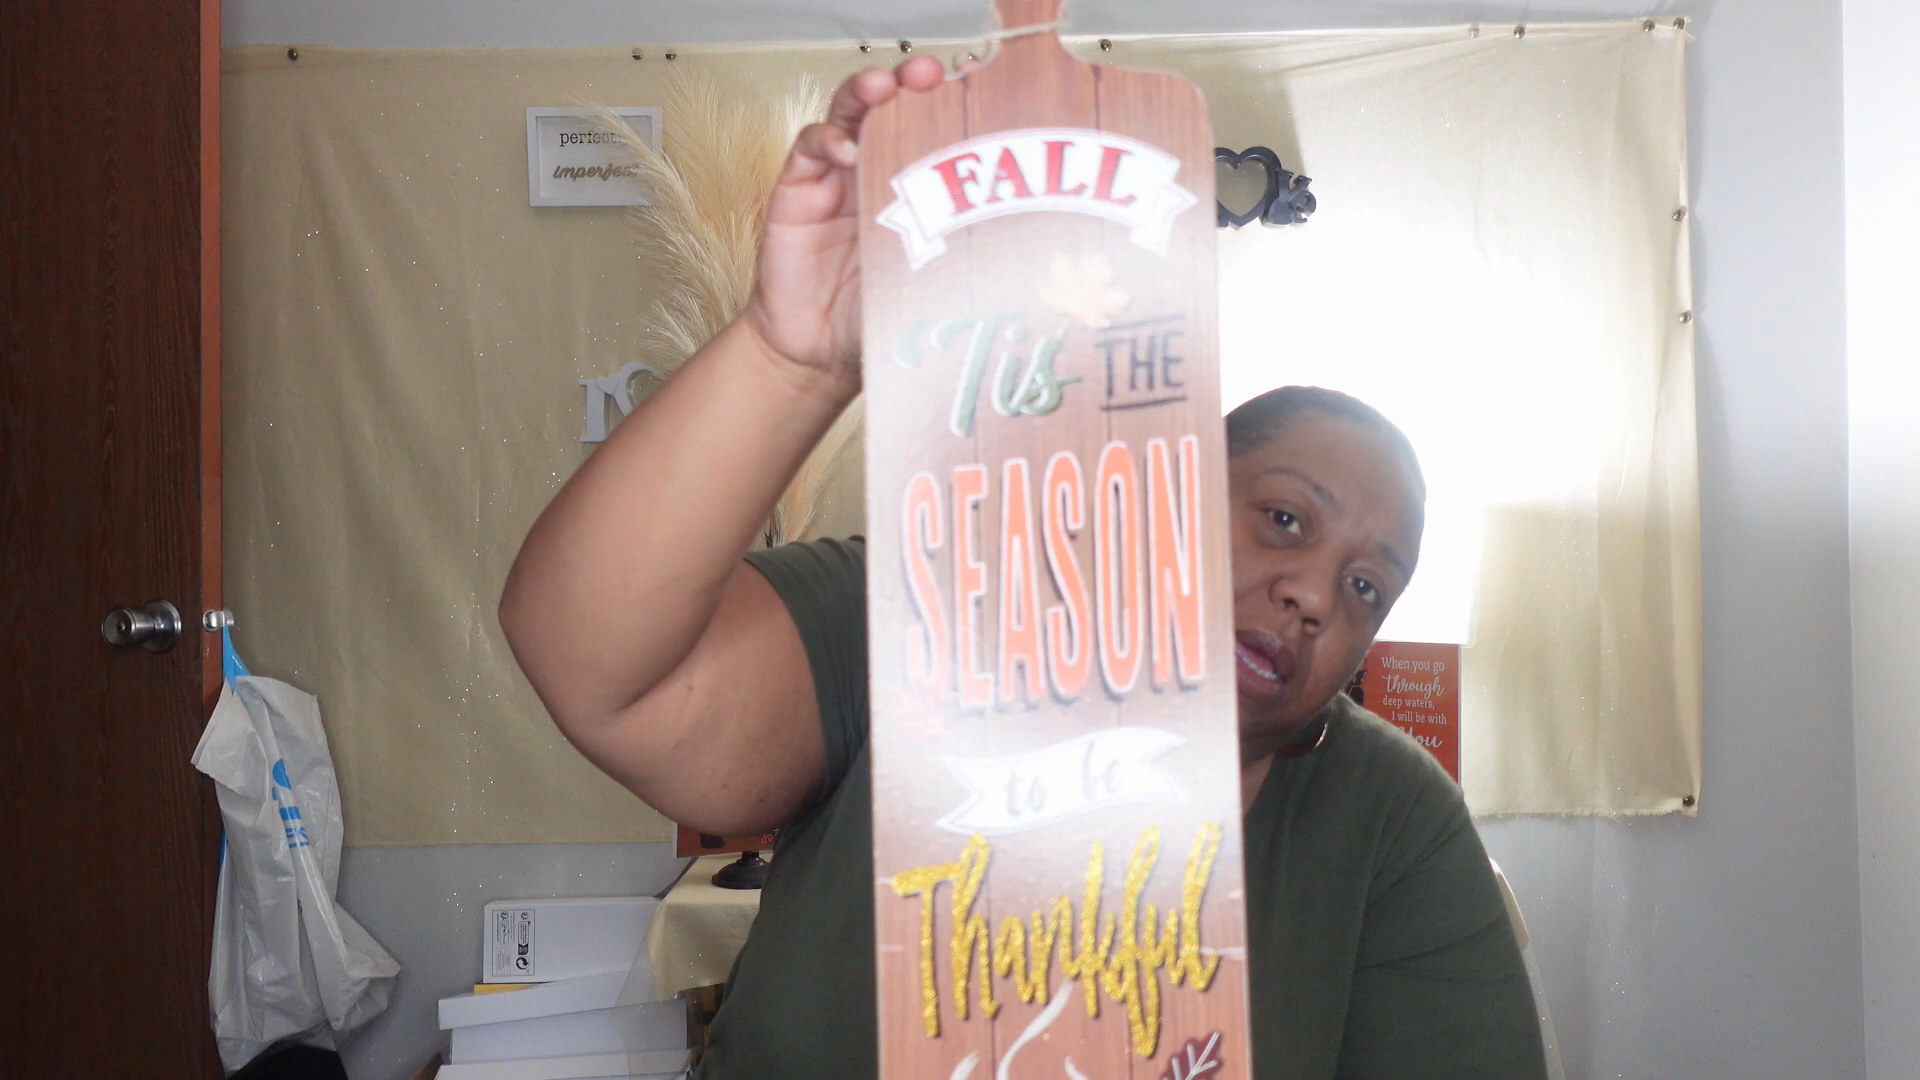 perfectly
imperfect
FALL
'Tis THE
SEASON
to be
Thankful
When you go
through
deep waters,
I will be with
You